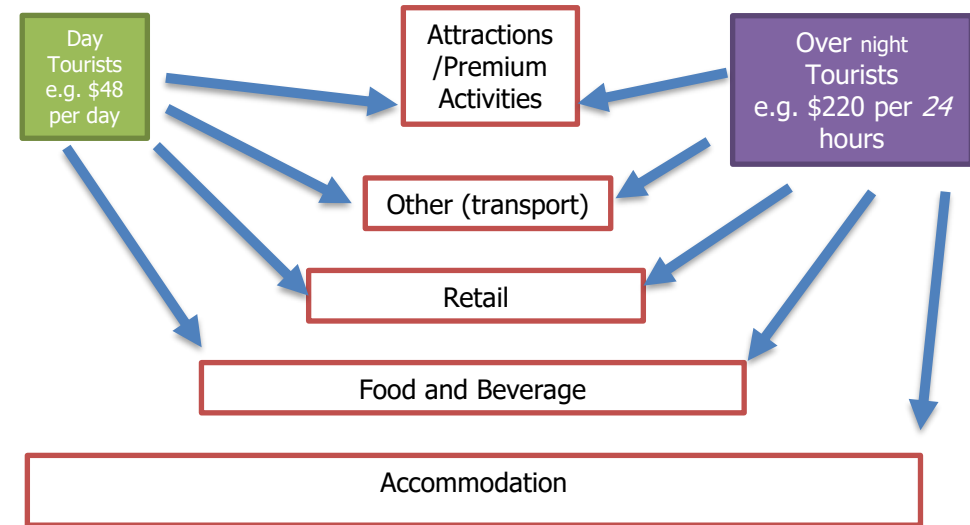 Day
Tourists
e.g. $48
per day
Attractions
/Premium
Activities
Over night
Tourists
e.g. $220 per 24
hours
Other (transport)
Retail
Food and Beverage
Accommodation